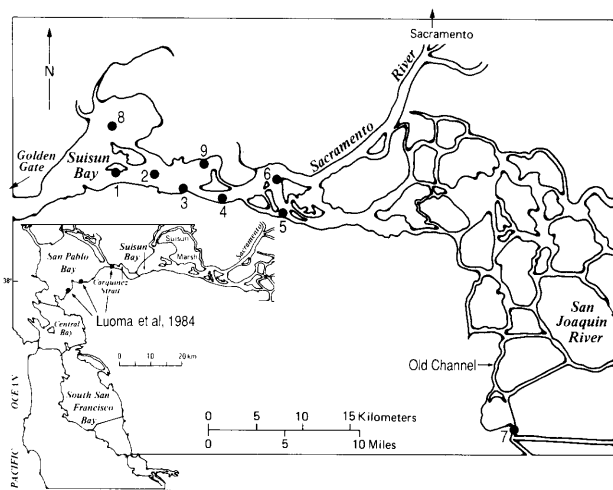 Sacramento
N
River
Sacramento
8
Golden
Gate
Suisun
Bay
9
1
2
3
4
6
5
San Pablo
Bay
Suisun
Bay
Suisun
Marsh
Sacramento
38°
Carquinez
Strait
Luoma et al, 1984
Central
Bay
0 10 20 km
San
Joaquin
River
Old Channel
OCEAN
South San
Francisco
Bay
0 5 10 15 Kilometers
0 5 10 Miles
7
PACIFIC